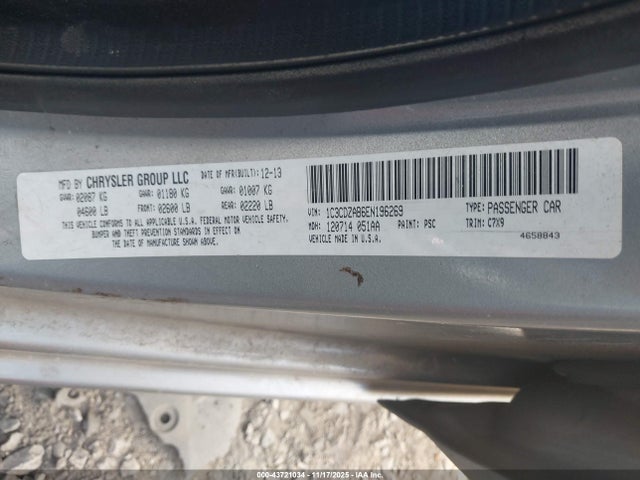 MFD BY CHRYSLER GROUP LLC DATE OF MFR(BUILT): 12-13
GVWR: 02067 KG GAWR: 01180 KG GAWR: 01007 KG
04600 LB FRONT: 02600 LB REAR: 02220 LB
THIS VEHICLE CONFORMS TO ALL APPLICABLE U.S.A. FEDERAL MOTOR VEHICLE SAFETY,
BUMPER AND THEFT PREVENTION STANDARDS IN EFFECT ON
THE DATE OF MANUFACTURE SHOWN ABOVE.
VIN: 1C3CDZAB6EN196269 TYPE: PASSENGER CAR
MDH: 120714 051AA PAINT: PSC TRIM: C7X9
VEHICLE MADE IN U.S.A. 4658843
000-43721034 — 11/17/2025 — IAAI.COM